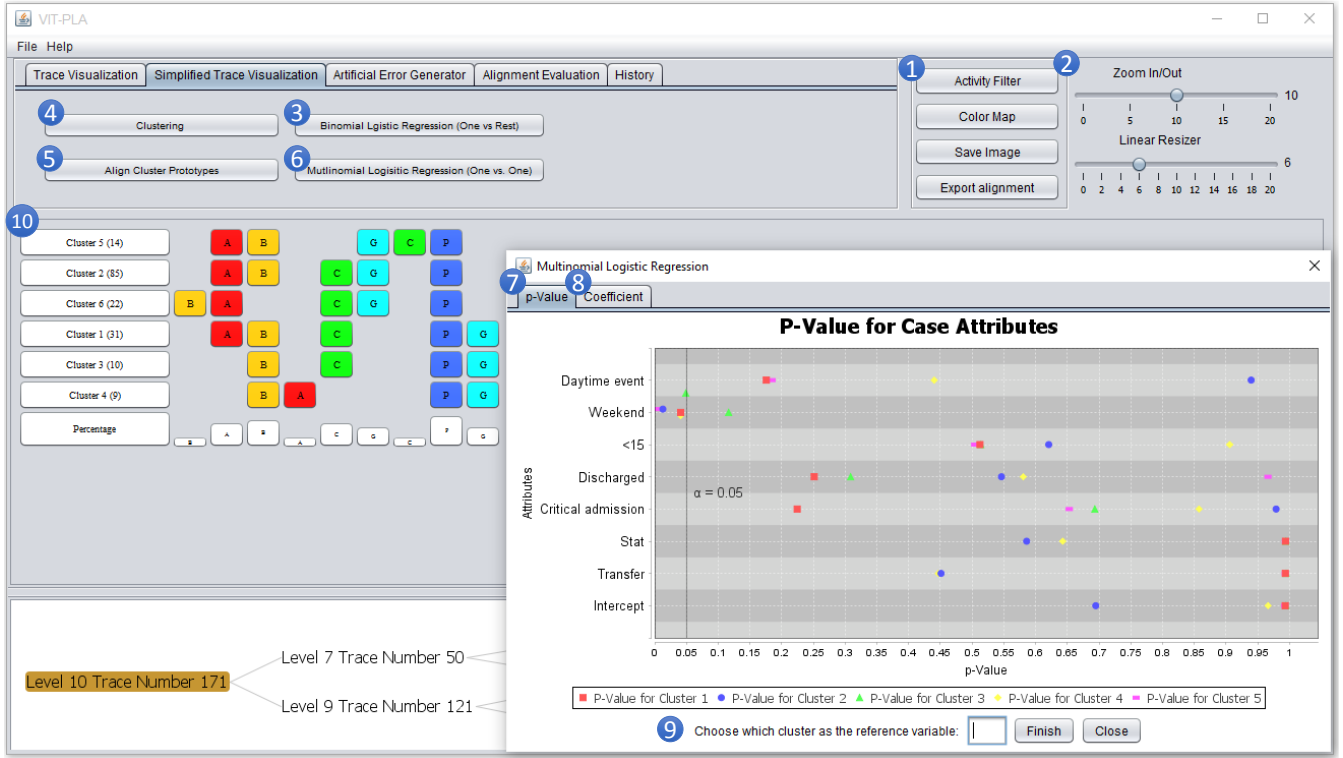 VIT-PLA
File Help
Trace Visualization Simplified Trace Visualization Artificial Error Generator Alignment Evaluation History
1 Activity Filter
Color Map
Save Image
Export alignment
2 Zoom In/Out
10
0 5 10 15 20
Linear Resizer
6
0 2 4 6 8 10 12 14 16 18 20
4 Clustering
3 Binomial Lgistic Regression (One vs Rest)
5 Align Cluster Prototypes
6 Mutlinomial Logisitic Regression (One vs. One)
10
Cluster 5 (14) A B G C P
Cluster 2 (85) A B C G P
Cluster 6 (22) B A C G P
Cluster 1 (31) A B C P G
Cluster 3 (10) B C P G
Cluster 4 (9) B A P G
Percentage B A B A C G C P G
Multinomial Logistic Regression
7 p-Value 8 Coefficient
P-Value for Case Attributes
Attributes
Daytime event
Weekend
<15
Discharged
Critical admission
Stat
Transfer
Intercept
α = 0.05
0 0.05 0.1 0.15 0.2 0.25 0.3 0.35 0.4 0.45 0.5 0.55 0.6 0.65 0.7 0.75 0.8 0.85 0.9 0.95 1
p-Value
P-Value for Cluster 1 P-Value for Cluster 2 P-Value for Cluster 3 P-Value for Cluster 4 P-Value for Cluster 5
9 Choose which cluster as the reference variable: Finish Close
Level 7 Trace Number 50
Level 10 Trace Number 171
Level 9 Trace Number 121